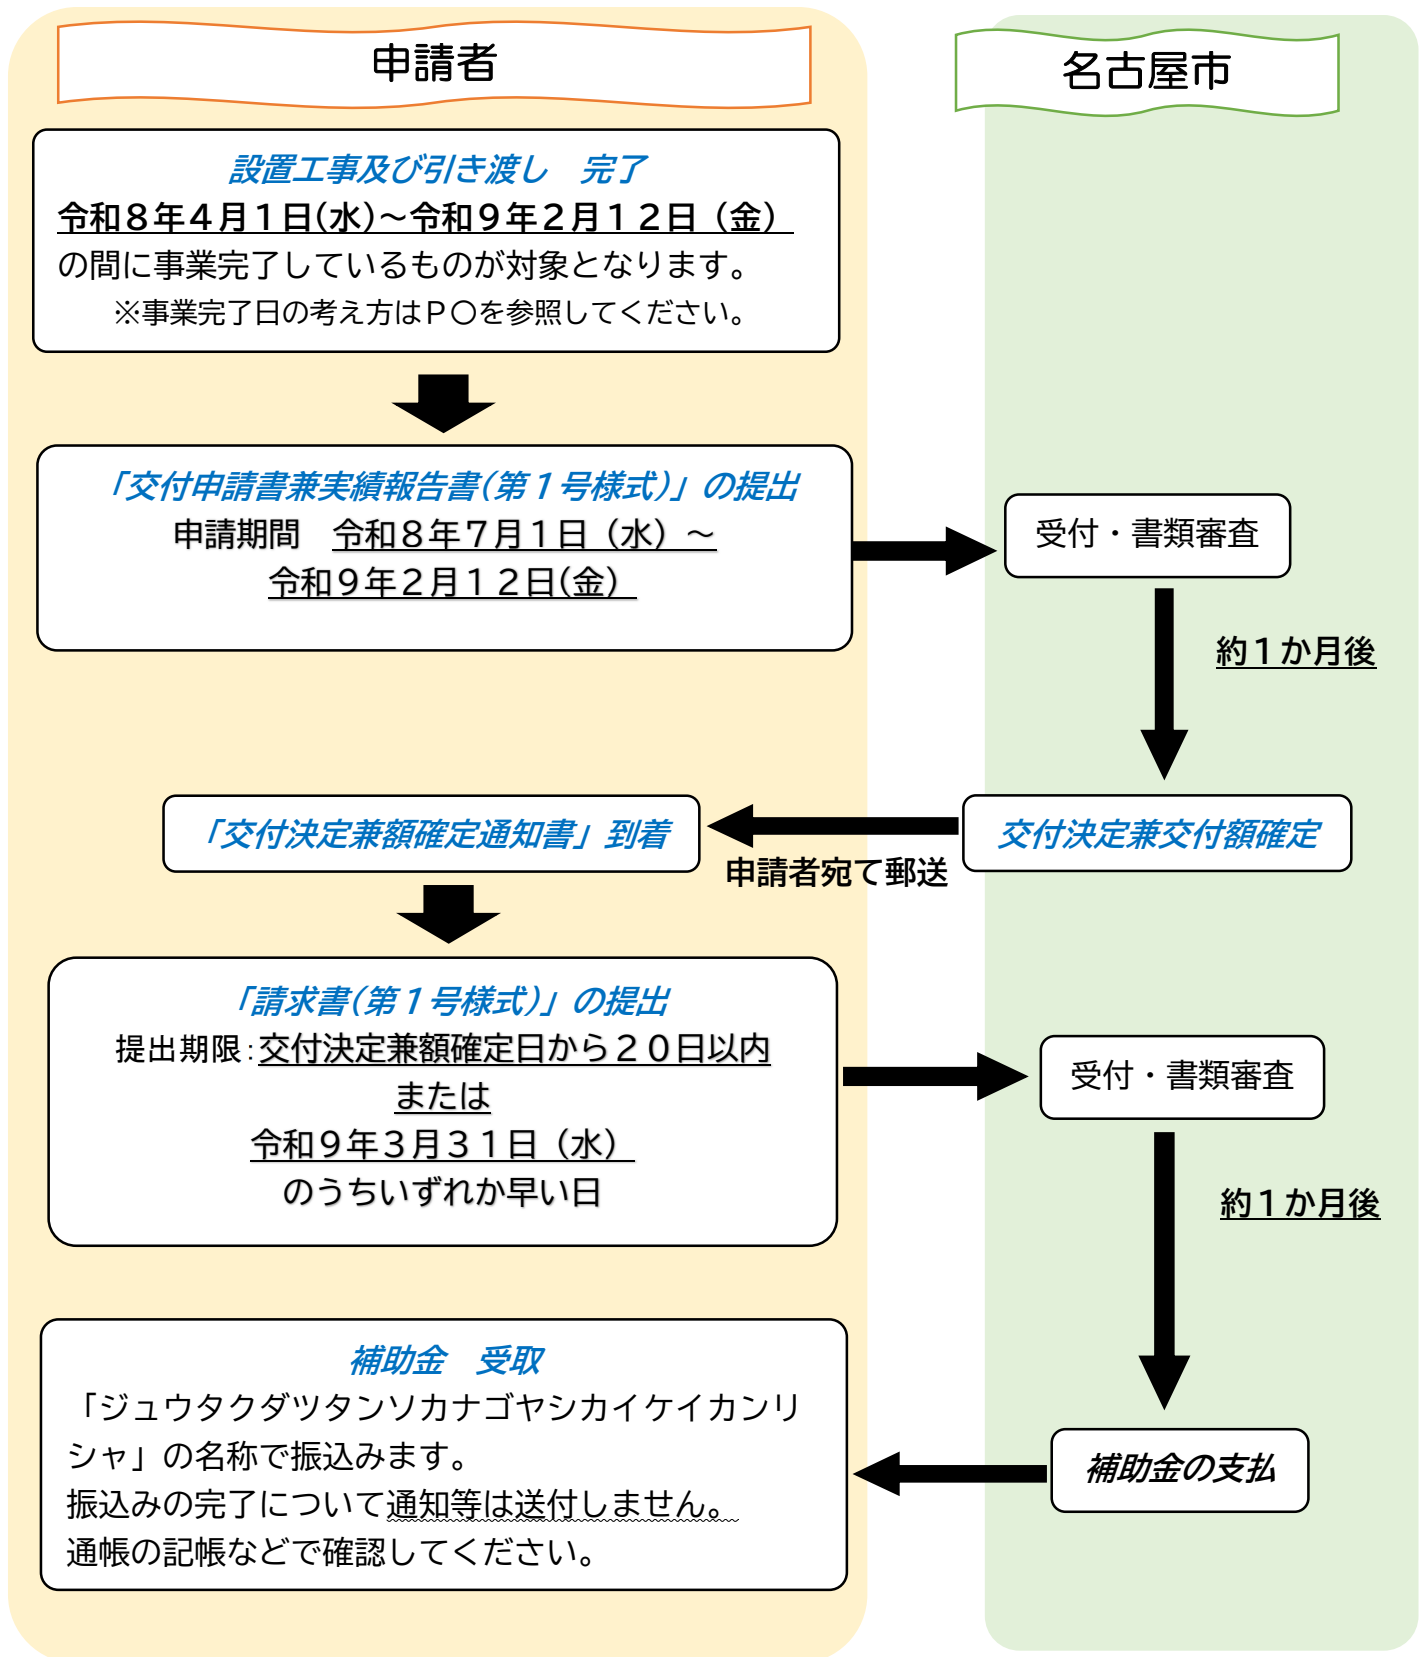 申請者
名古屋市
設置工事及び引き渡し　完了
令和８年４月１日(水)～令和９年２月１２日（金）
の間に事業完了しているものが対象となります。
※事業完了日の考え方はＰ〇を参照してください。
「交付申請書兼実績報告書(第１号様式)」の提出
申請期間　令和８年７月１日（水）～
令和９年２月１２日(金）
受付・書類審査
約１か月後
交付決定兼交付額確定
申請者宛て郵送
「交付決定兼額確定通知書」到着
「請求書(第１号様式)」の提出
提出期限:交付決定兼額確定日から２０日以内
または
令和９年３月３１日（水）
のうちいずれか早い日
受付・書類審査
約１か月後
補助金の支払
補助金　受取
「ジュウタクダツタンソカナゴヤシカイケイカンリ
シャ」の名称で振込みます。
振込みの完了について通知等は送付しません。
通帳の記帳などで確認してください。